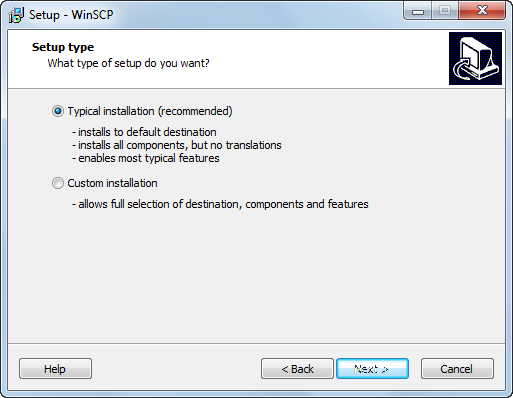 Setup - WinSCP
Setup type
What type of setup do you want?
Typical installation (recommended)
- installs to default destination
- installs all components, but no translations
- enables most typical features
Custom installation
- allows full selection of destination, components and features
Help
< Back
Next >
Cancel